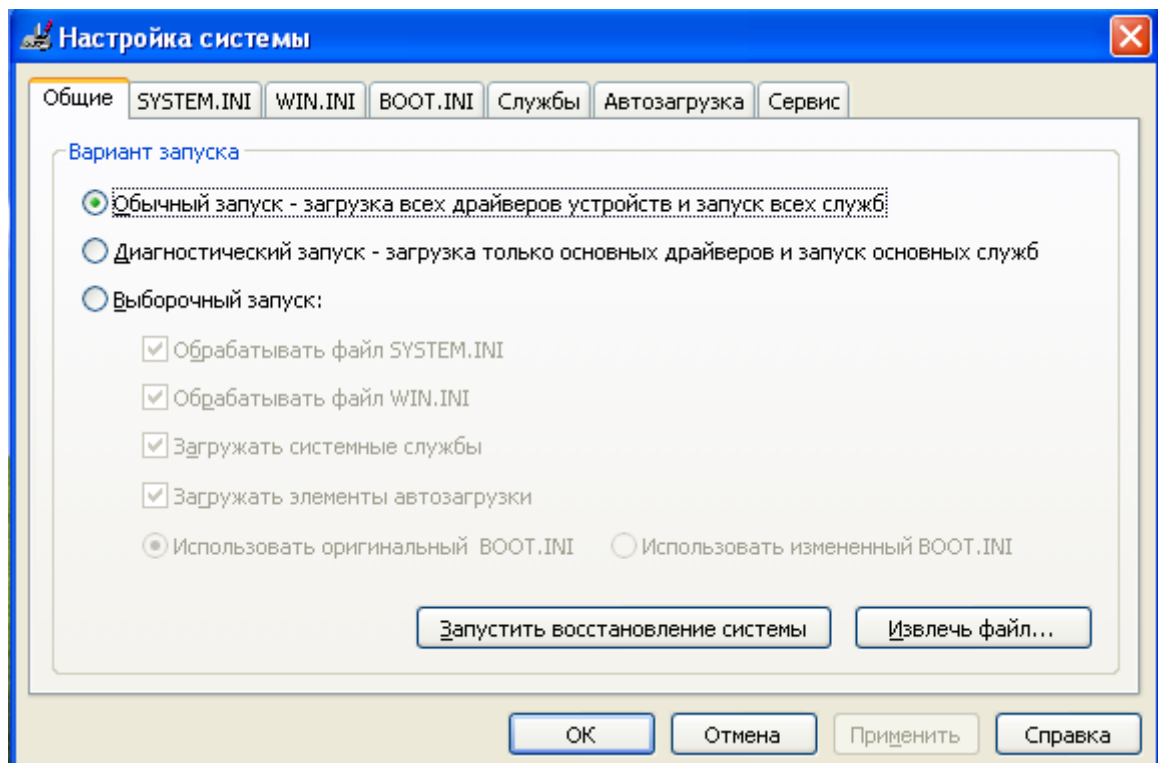 Настройка системы
Общие SYSTEM.INI WIN.INI BOOT.INI Службы Автозагрузка Сервис
Вариант запуска
Обычный запуск - загрузка всех драйверов устройств и запуск всех служб
Диагностический запуск - загрузка только основных драйверов и запуск основных служб
Выборочный запуск:
Обрабатывать файл SYSTEM.INI
Обрабатывать файл WIN.INI
Загружать системные службы
Загружать элементы автозагрузки
Использовать оригинальный BOOT.INI Использовать измененный BOOT.INI
Запустить восстановление системы Извлечь файл...
ОК Отмена Применить Справка